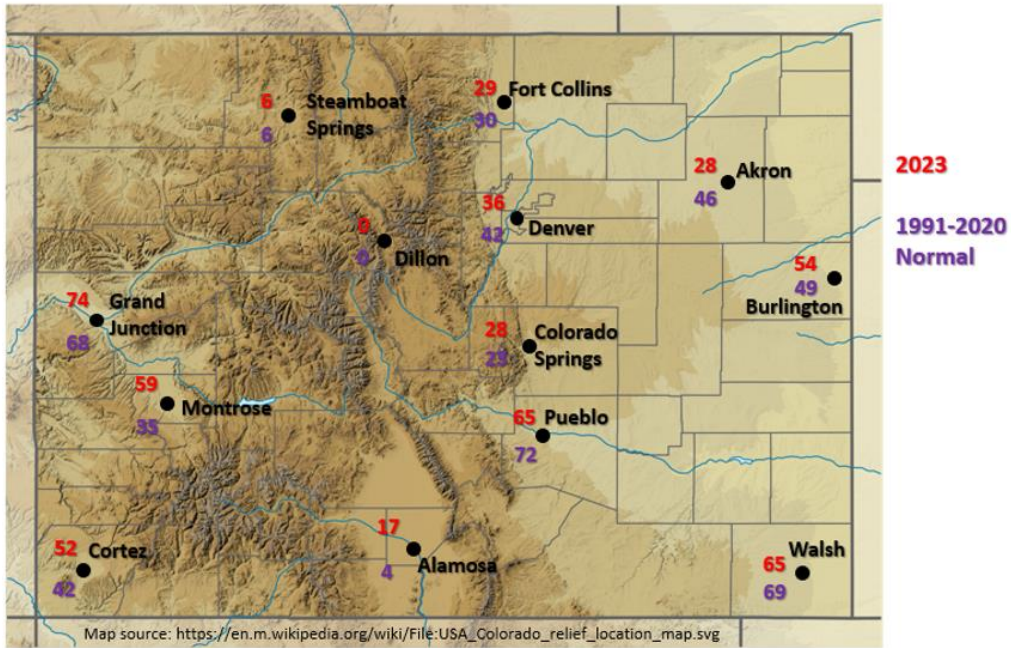 6
Steamboat
Springs
6
29
Fort Collins
30
28
Akron
46
2023
36
42
Denver
1991-2020
Normal
0
0
Dillon
54
49
Burlington
74
Grand
Junction
68
28
Colorado
Springs
23
59
Montrose
35
65
Pueblo
72
17
Alamosa
4
52
Cortez
42
Walsh
65
69
Map source: https://en.m.wikipedia.org/wiki/File:USA_Colorado_relief_location_map.svg